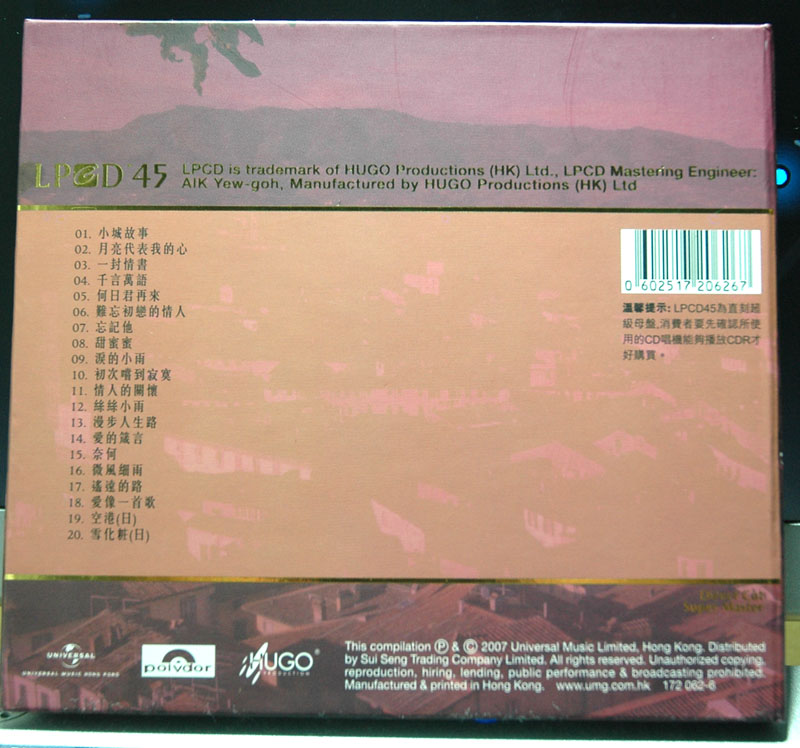 LPCD 45
LPCD is trademark of HUGO Productions (HK) Ltd., LPCD Mastering Engineer:
AIK Yew-goh, Manufactured by HUGO Productions (HK) Ltd
01. 小城故事
02. 月亮代表我的心
03. 一封情書
04. 千言萬語
05. 何日君再來
06. 難忘初戀的情人
07. 忘記他
08. 甜蜜蜜
09. 淚的小雨
10. 初次嚐到寂寞
11. 情人的關懷
12. 絲絲小雨
13. 漫步人生路
14. 愛的箴言
15. 奈何
16. 微風細雨
17. 遙遠的路
18. 愛像一首歌
19. 空港(日)
20. 雪化粧(日)
0 602517 206267
溫馨提示: LPCD45為直刻超
級母盤,消費者要先確認所使
用的CD唱機能夠播放CDR才
好購買。
UNIVERSAL
UNIVERSAL MUSIC HONG KONG
polydor
HUGO®
PRODUCTION
This compilation Ⓟ & © 2007 Universal Music Limited, Hong Kong. Distributed
by Sui Seng Trading Company Limited. All rights reserved. Unauthorized copying,
reproduction, hiring, lending, public performance & broadcasting prohibited.
Manufactured & printed in Hong Kong. www.umg.com.hk 172 062-6